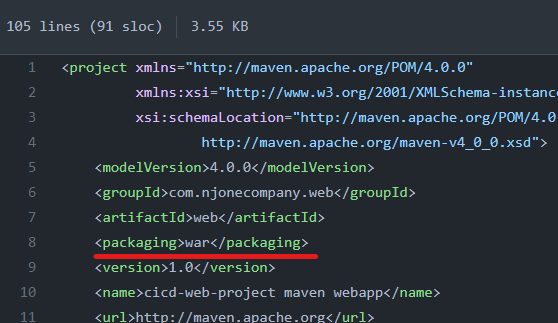 105 lines (91 sloc) 3.55 KB
1 <project xmlns="http://maven.apache.org/POM/4.0.0"
2 xmlns:xsi="http://www.w3.org/2001/XMLSchema-instance
3 xsi:schemaLocation="http://maven.apache.org/POM/4.0
4 http://maven.apache.org/maven-v4_0_0.xsd">
5 <modelVersion>4.0.0</modelVersion>
6 <groupId>com.njonecompany.web</groupId>
7 <artifactId>web</artifactId>
8 <packaging>war</packaging>
9 <version>1.0</version>
10 <name>cicd-web-project maven webapp</name>
11 <url>http://maven.apache.org</url>